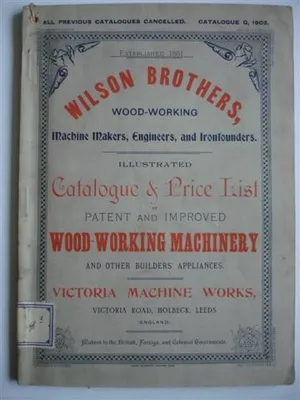 ALL PREVIOUS CATALOGUES CANCELLED. CATALOGUE G, 1903.
ESTABLISHED 1881
WILSON BROTHERS,
WOOD-WORKING
Machine Makers, Engineers, and Ironfounders.
ILLUSTRATED
Catalogue & Price List
OF
PATENT AND IMPROVED
WOOD-WORKING MACHINERY
AND OTHER BUILDERS' APPLIANCES.
VICTORIA MACHINE WORKS,
VICTORIA ROAD, HOLBECK, LEEDS
ENGLAND.
Makers to the British, Foreign, and Colonial Governments.